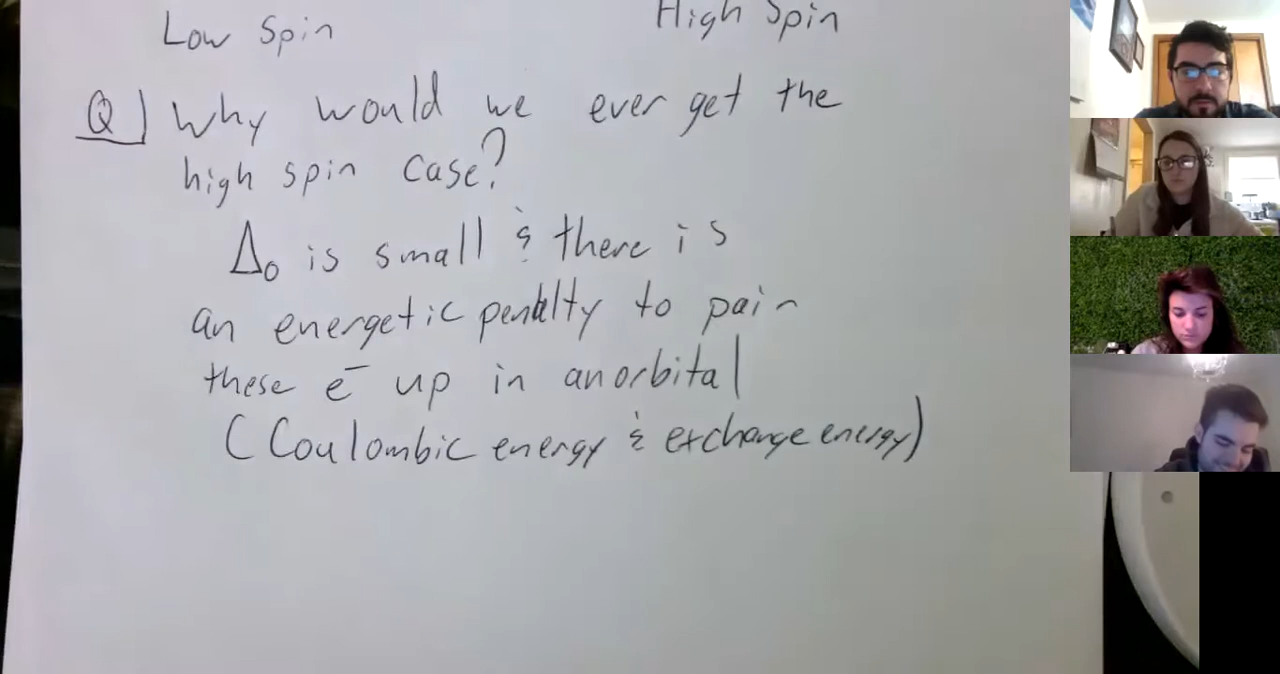 Low Spin High Spin
Q) Why would we ever get the
high spin case?
Δo is small & there is
an energetic penalty to pair
these e⁻ up in an orbital
(Coulombic energy & exchange energy)